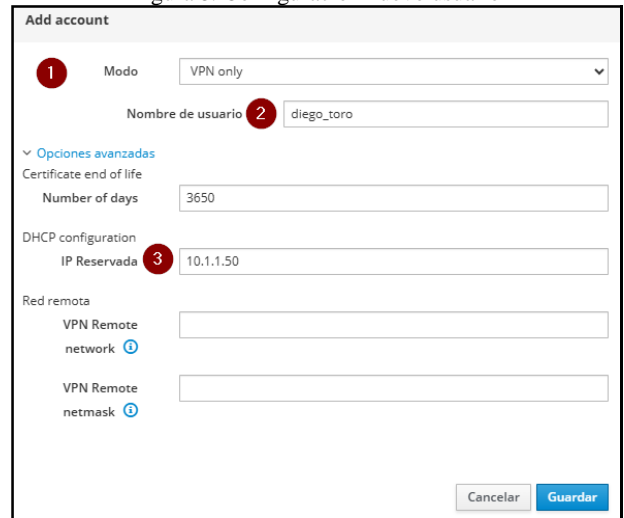 Add account
1 Modo VPN only
Nombre de usuario 2 diego_toro
Opciones avanzadas
Certificate end of life
Number of days 3650
DHCP configuration
IP Reservada 3 10.1.1.50
Red remota
VPN Remote
network
VPN Remote
netmask
Cancelar Guardar